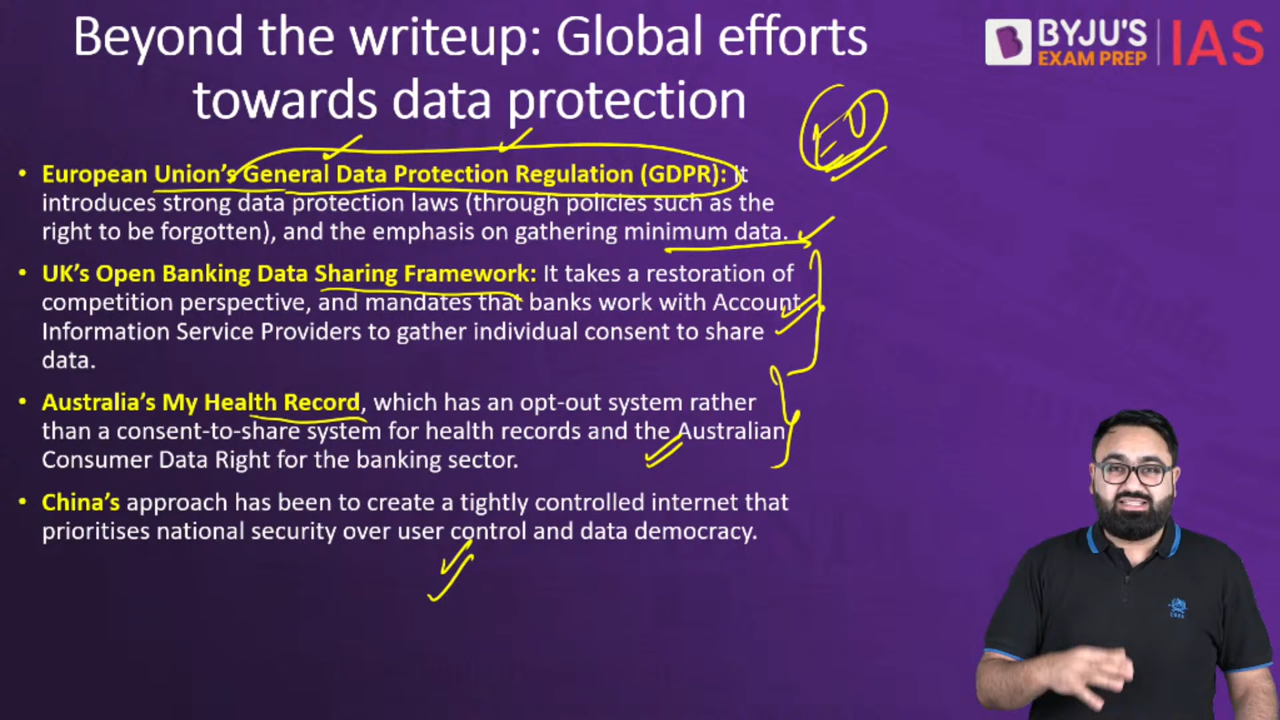 Beyond the writeup: Global efforts
towards data protection
BYJU'S
EXAM PREP
IAS
EU
• European Union's General Data Protection Regulation (GDPR): It
introduces strong data protection laws (through policies such as the
right to be forgotten), and the emphasis on gathering minimum data.
• UK's Open Banking Data Sharing Framework: It takes a restoration of
competition perspective, and mandates that banks work with Account
Information Service Providers to gather individual consent to share
data.
• Australia's My Health Record, which has an opt-out system rather
than a consent-to-share system for health records and the Australian
Consumer Data Right for the banking sector.
• China's approach has been to create a tightly controlled internet that
prioritises national security over user control and data democracy.